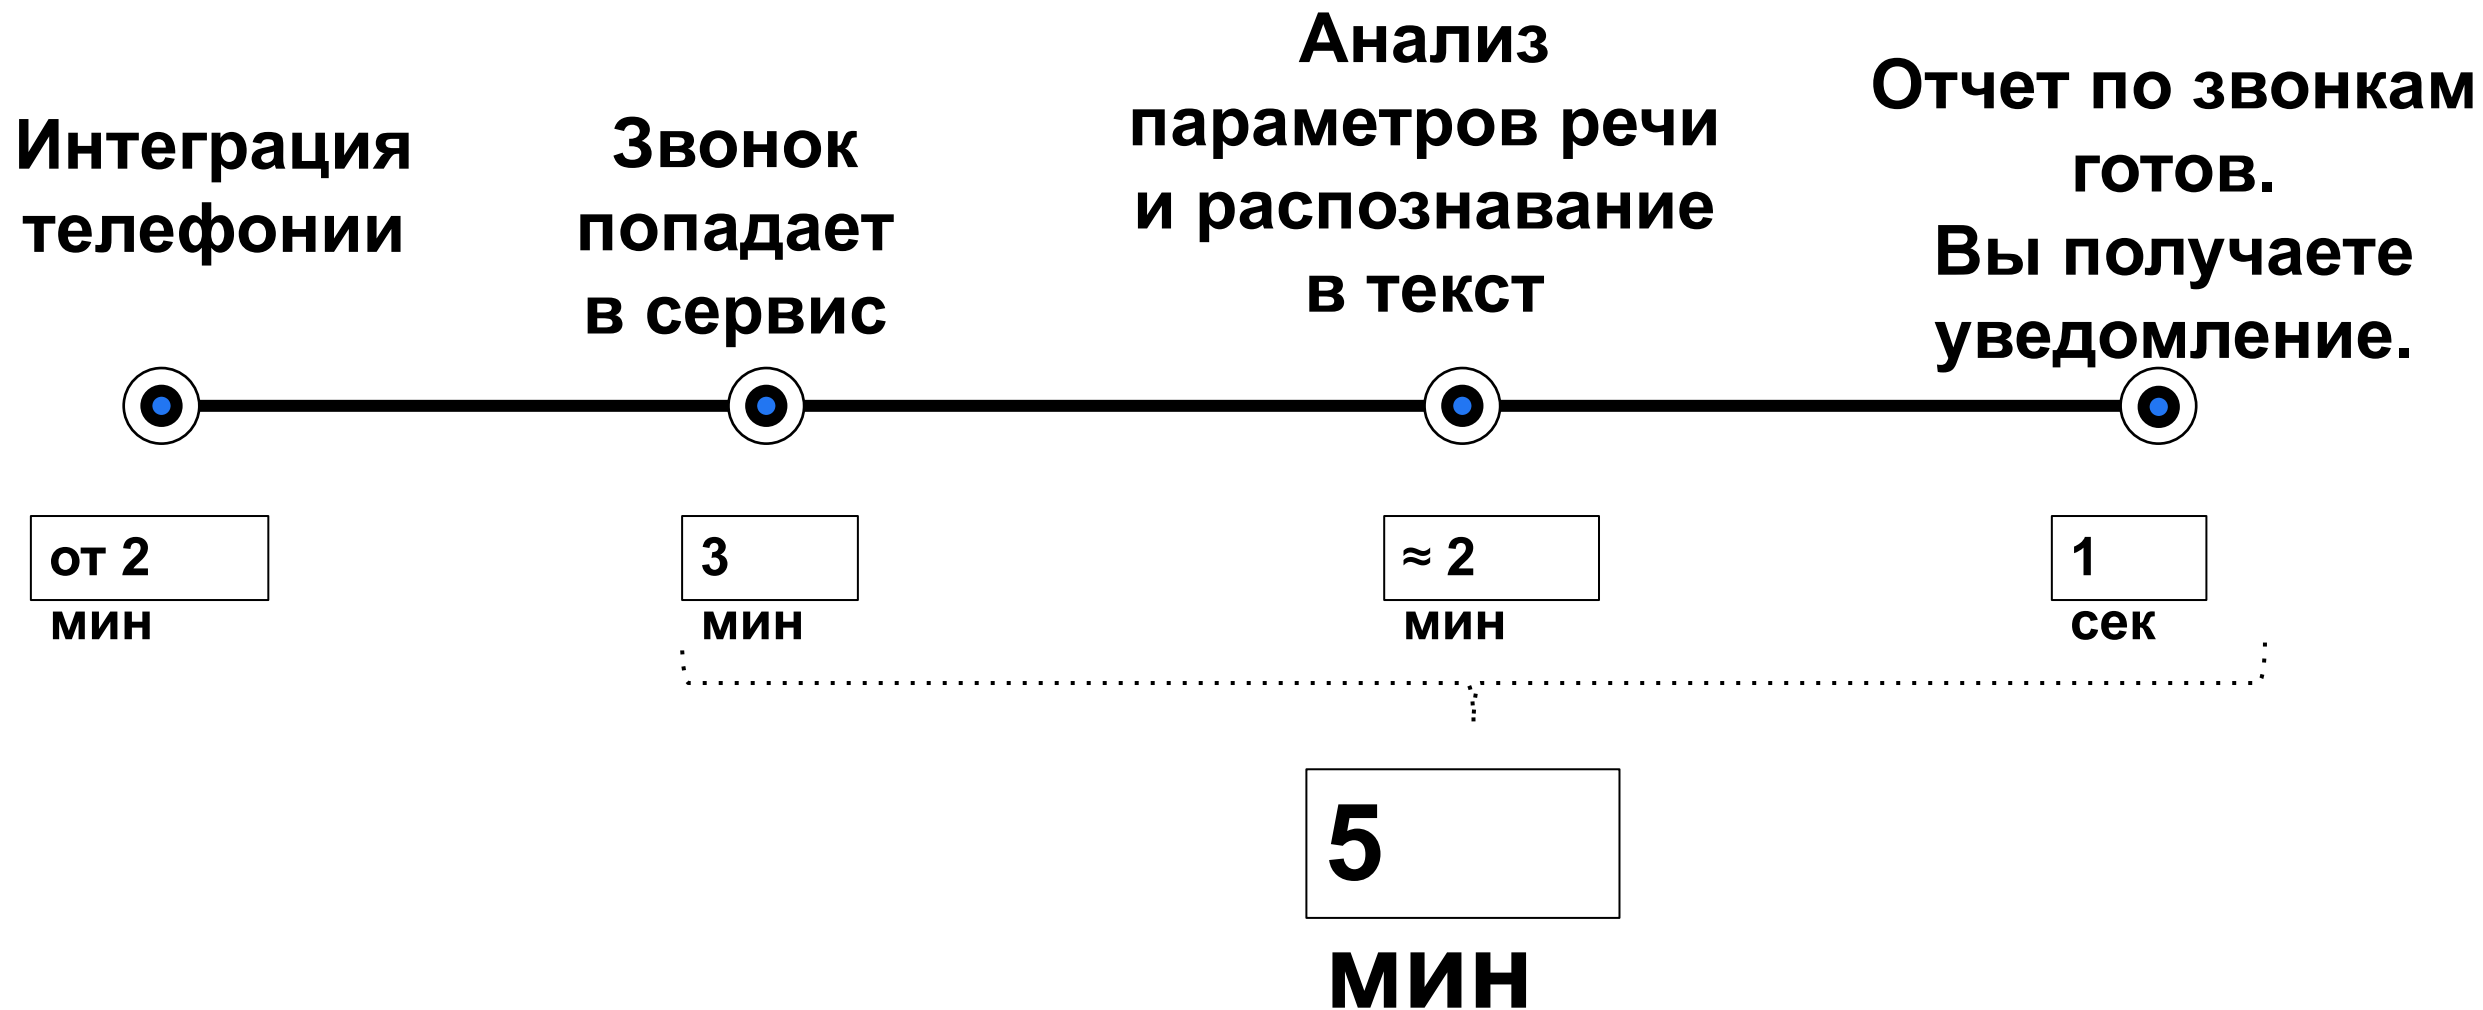 Интеграция
телефонии
Звонок
попадает
в сервис
Анализ
параметров речи
и распознавание
в текст
Отчет по звонкам
готов.
Вы получаете
уведомление.
от 2
мин
3
мин
≈ 2
мин
1
сек
5
мин